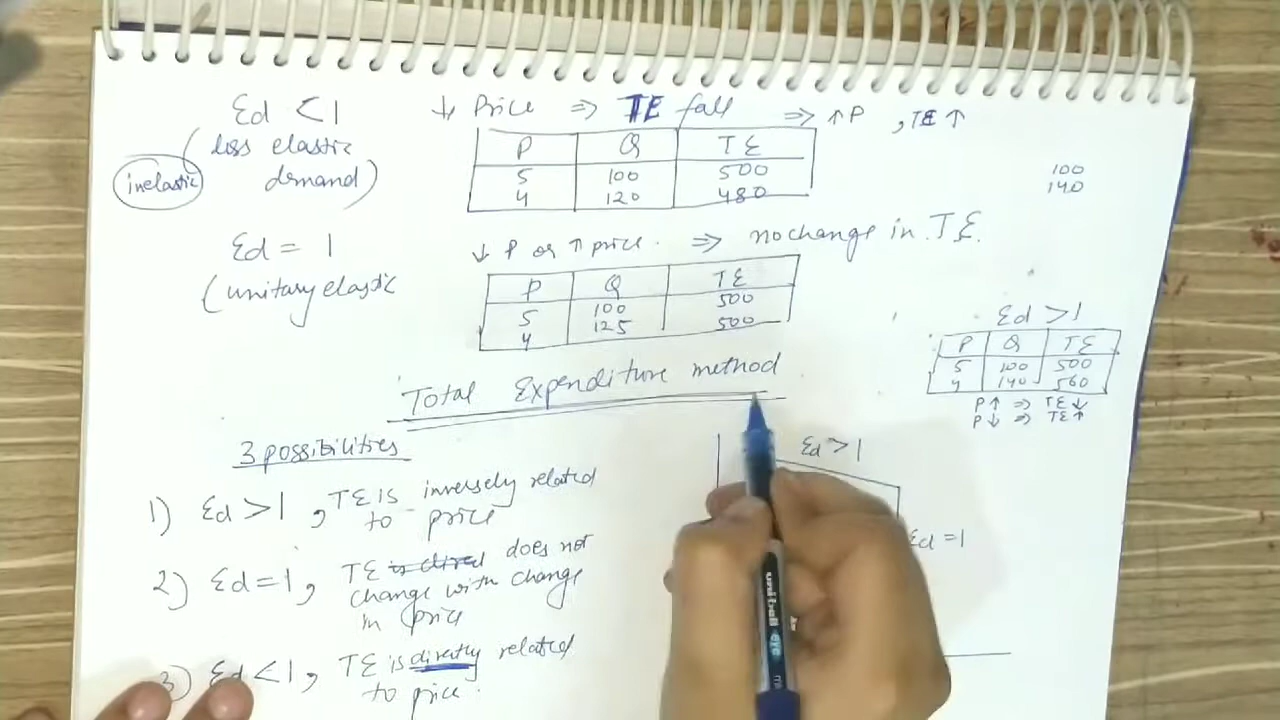 Ed < 1 ↓ Price ⇒ TE fall ⇒ ↑P , TE ↑
(less elastic
inelastic demand)
P Q TE
5 100 500
4 120 480
100
140
Ed = 1 ↓ P or ↑ price. ⇒ no change in TE.
(unitary elastic
P Q TE
5 100 500
4 125 500
Ed > 1
P Q TE
5 100 500
4 140 560
P↑ ⇒ TE↓
P↓ ⇒ TE↑
Total Expenditure method
3 possibilities
1) Ed > 1 , TE is inversely related
to price
2) Ed = 1, TE does not
change with change
in price
3) Ed < 1, TE is directly related
to price.
Ed > 1
Ed = 1
uniball eye